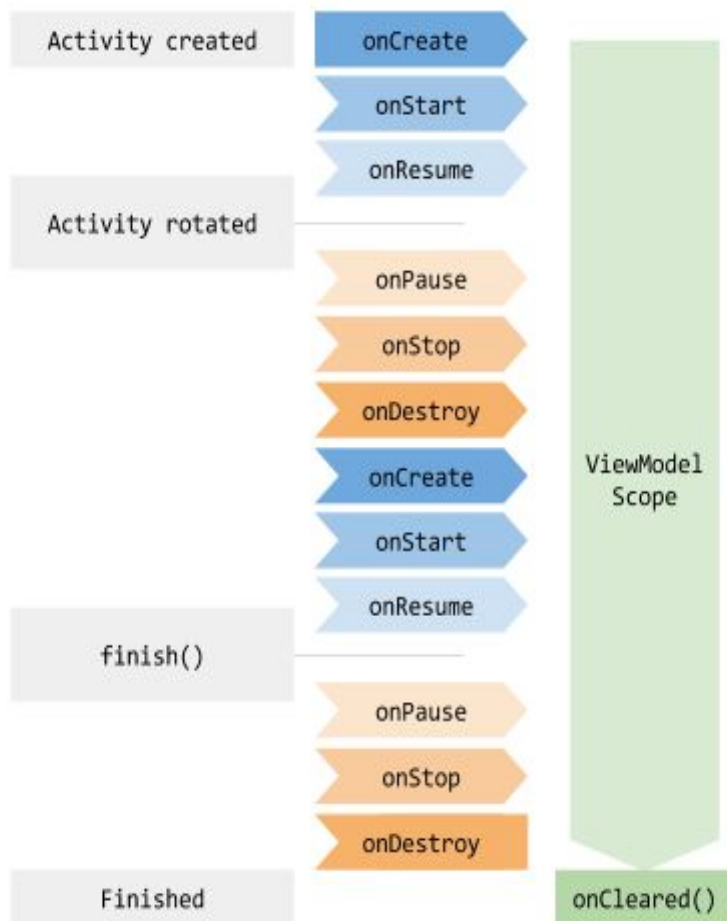 Activity created
onCreate
onStart
onResume
Activity rotated
onPause
onStop
onDestroy
onCreate
onStart
onResume
ViewModel
Scope
finish()
onPause
onStop
onDestroy
Finished
onCleared()